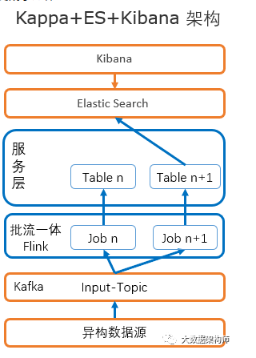 Kappa+ES+Kibana 架构
Kibana
Elastic Search
服务层
Table n
Table n+1
批流一体
Flink
Job n
Job n+1
Kafka
Input-Topic
异构数据源
大数据架构师